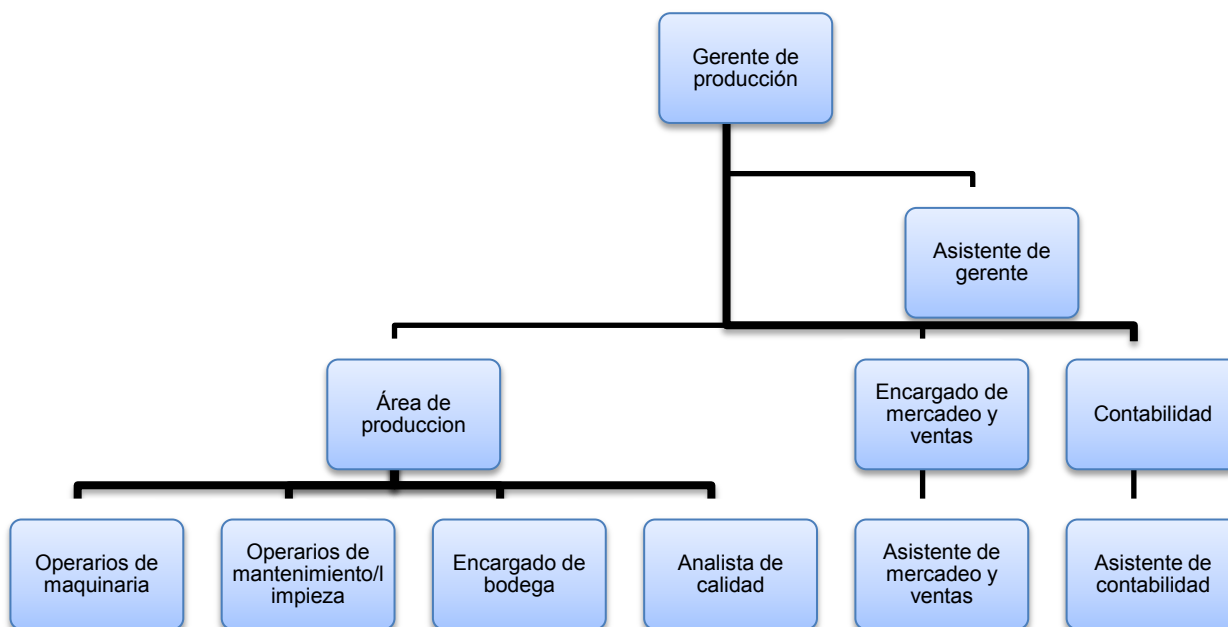 Gerente de
producción
Asistente de
gerente
Área de
produccion
Encargado de
mercadeo y
ventas
Contabilidad
Operarios de
maquinaria
Operarios de
mantenimiento/l
impieza
Encargado de
bodega
Analista de
calidad
Asistente de
mercadeo y
ventas
Asistente de
contabilidad